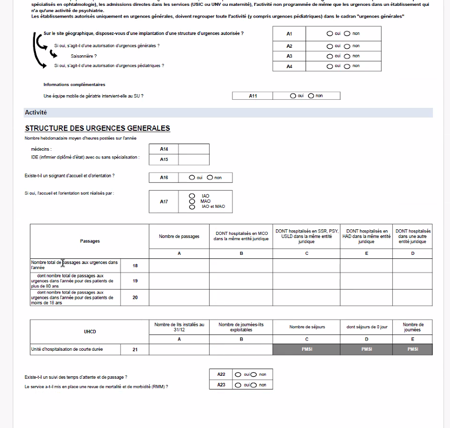 spécialisés en ophtalmologie), les admissions directes dans les services (USIC ou UNV ou maternité), l'activité non programmée de même que les urgences dans un établissement qui
n'a qu'une activité de psychiatrie.
Les établissements autorisés uniquement en urgences générales, doivent regrouper toute l'activité (y compris urgences pédiatriques) dans le cadran "urgences générales"
Sur le site géographique, disposez-vous d'une implantation d'une structure d'urgences autorisée ? A1 oui non
Si oui, s'agit-il d'une autorisation d'urgences générales ? A2 oui non
Saisonnière ? A3 oui non
Si oui, s'agit-il d'une autorisation d'urgences pédiatriques ? A4 oui non
Informations complémentaires
Une équipe mobile de gériatrie intervient-elle au SU ? A11 oui non
Activité
STRUCTURE DES URGENCES GENERALES
Nombre hebdomadaire moyen d'heures postées sur l'année
médecins : A14
IDE (infirmier diplômé d'état) avec ou sans spécialisation : A15
Existe-t-il un soignant d'accueil et d'orientation ? A16 oui non
Si oui, l'accueil et l'orientation sont réalisés par : A17 IAO
MAO
IAO et MAO
Passages Nombre de passages DONT hospitalisés en MCO dans la même entité juridique DONT hospitalisés en SSR, PSY, USLD dans la même entité juridique DONT hospitalisés en HAD dans la même entité juridique DONT hospitalisés dans une autre entité juridique
A B C E D
Nombre total de passages aux urgences dans l'année 18
dont nombre total de passages aux urgences dans l'année pour des patients de plus de 80 ans 19
dont nombre total de passages aux urgences dans l'année pour des patients de moins de 18 ans 20
UHCD Nombre de lits installés au 31/12 Nombre de journées-lits exploitables Nombre de séjours dont séjours de 0 jour Nombre de journées
A B C D E
Unité d'hospitalisation de courte durée 21 PMSI PMSI PMSI
Existe-t-il un suivi des temps d'attente et de passage ? A22 oui non
Le service a-t-il mis en place une revue de mortalité et de morbidité (RMM) ? A23 oui non